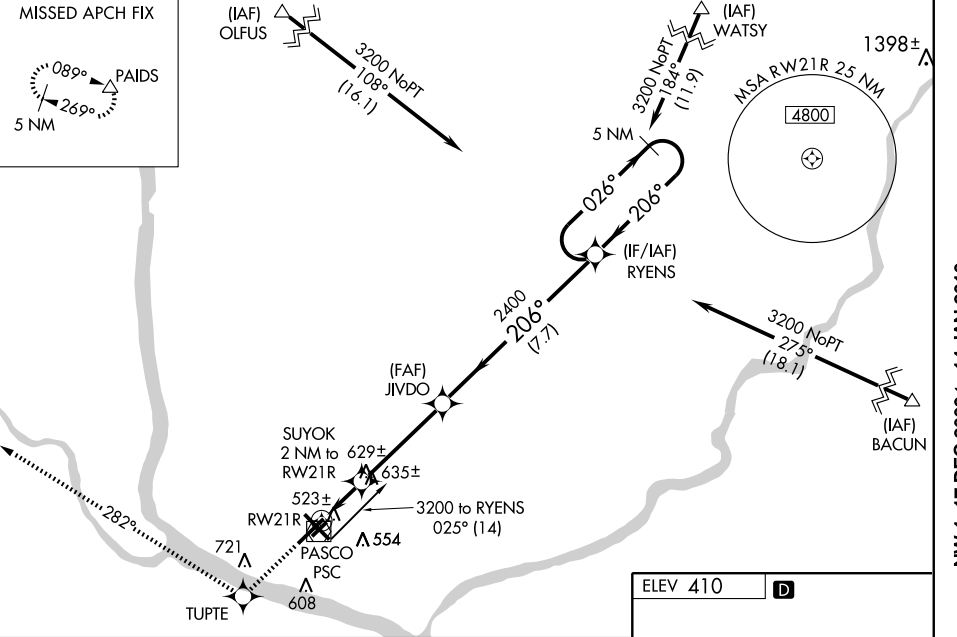 MISSED APCH FIX
089°
PAIDS
269°
5 NM
(IAF)
OLFUS
3200 NoPT
108°
(16.1)
(IAF)
WATSY
3200 NoPT
184°
(11.9)
1398±
MSA RW21R 25 NM
4800
5 NM
026°
206°
(IF/IAF)
RYENS
2400
206°
(7.7)
3200 NoPT
275°
(18.1)
(IAF)
BACUN
(FAF)
JIVDO
SUYOK
2 NM to
RW21R
629±
635±
523±
RW21R
3200 to RYENS
025° (14)
554
PASCO
PSC
282°
721
608
TUPTE
ELEV 410
D